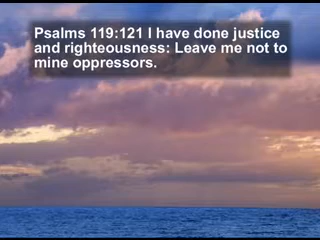 Psalms 119:121 I have done justice
and righteousness: Leave me not to
mine oppressors.